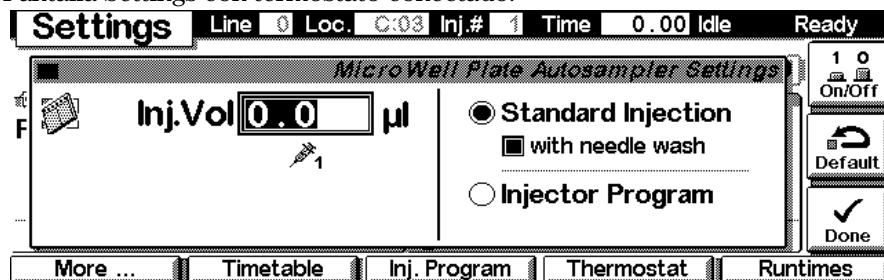 Pantalla Settings con termostato conectado.
Settings Line 0 Loc. C:03 Inj.# 1 Time 0.00 Idle Ready
MicroWell Plate Autosampler Settings
1 0
On/Off
F
Inj.Vol 0.0 µl
1
Standard Injection
with needle wash
Injector Program
Default
Done
More ... Timetable Inj. Program Thermostat Runtimes